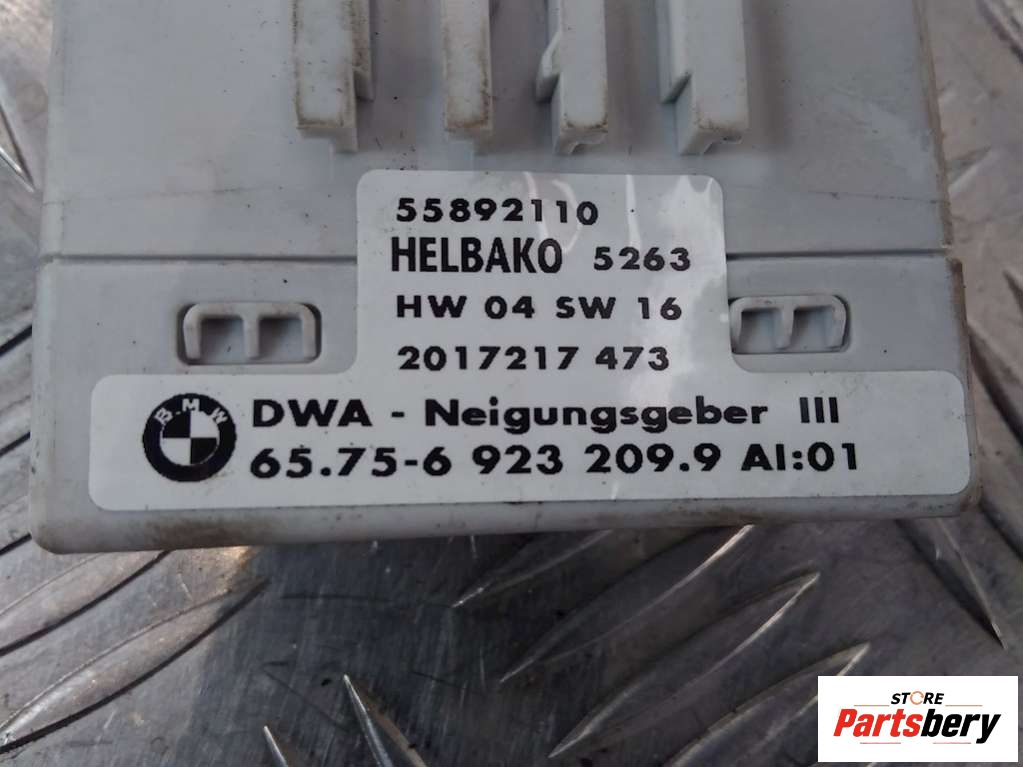 55892110
HELBAKO 5263
HW 04 SW 16
2017217 473
BMW
DWA - Neigungsgeber III
65.75-6 923 209.9 AI:01
STORE
Partsbery